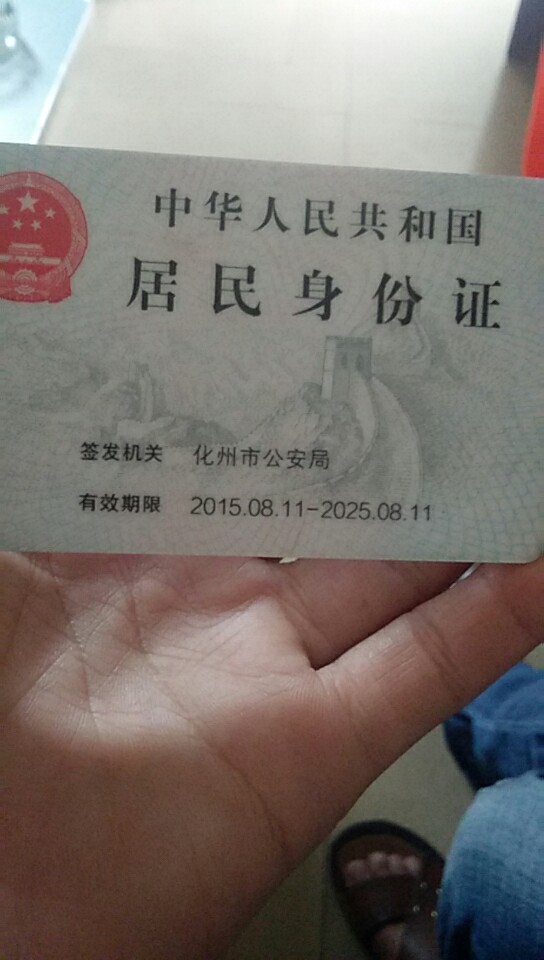 中华人民共和国
居民身份证
签发机关 化州市公安局
有效期限 2015.08.11-2025.08.11